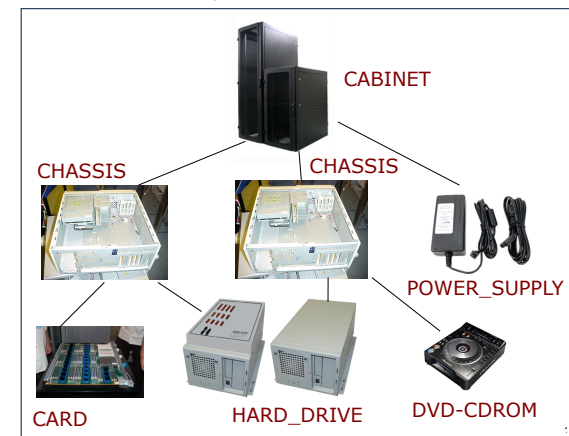 CABINET
CHASSIS
CHASSIS
POWER_SUPPLY
CARD
HARD_DRIVE
DVD-CDROM